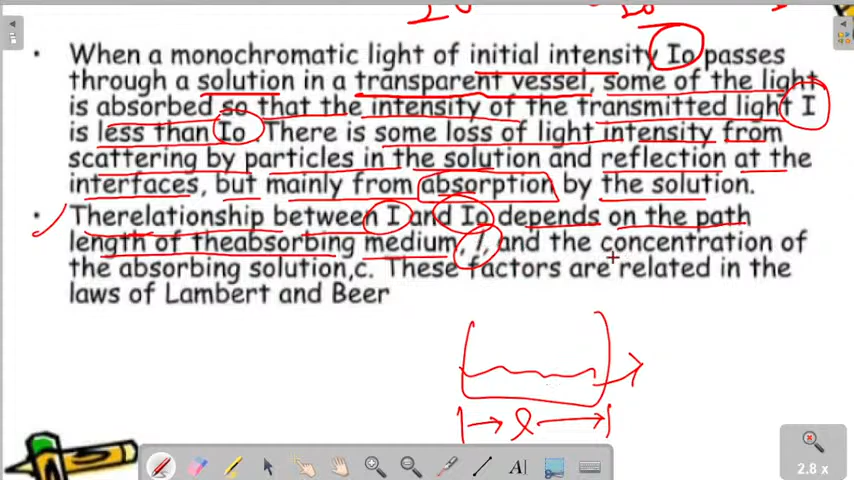 When a monochromatic light of initial intensity Io passes
through a solution in a transparent vessel, some of the light
is absorbed so that the intensity of the transmitted light I
is less than Io .There is some loss of light intensity from
scattering by particles in the solution and reflection at the
interfaces, but mainly from absorption by the solution.
Therelationship between I and Io depends on the path
length of theabsorbing medium, l, and the concentration of
the absorbing solution,c. These factors are related in the
laws of Lambert and Beer
l
A
2.8 x